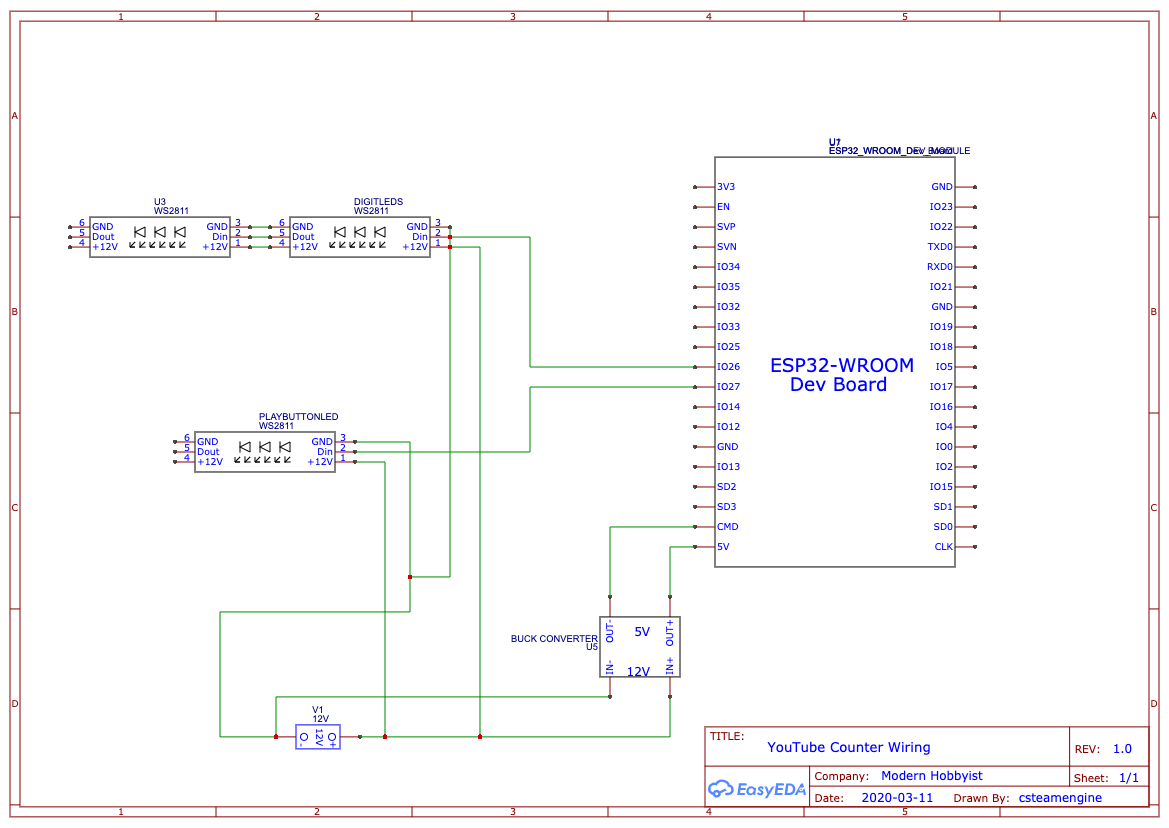 1 2 3 4 5
A A
U?
ESP32_WROOM_DEV_MODULE
3V3 GND
EN IO23
SVP IO22
SVN TXD0
IO34 RXD0
IO35 IO21
IO32 GND
IO33 IO19
IO25 IO18
IO26 IO5
IO27 IO17
IO14 IO16
IO12 IO4
GND IO0
IO13 IO2
SD2 IO15
SD3 SD1
CMD SD0
5V CLK
ESP32-WROOM
Dev Board
U3
WS2811
6 GND GND 3
5 Dout Din 2
4 +12V +12V 1
DIGITLEDS
WS2811
6 GND GND 3
5 Dout Din 2
4 +12V +12V 1
B B
PLAYBUTTONLED
WS2811
6 GND GND 3
5 Dout Din 2
4 +12V +12V 1
C C
BUCK CONVERTER
U5
OUT- 5V OUT+
IN- 12V IN+
D D
V1
12V
- 12V +
TITLE:
YouTube Counter Wiring
REV: 1.0
EasyEDA
Company: Modern Hobbyist
Sheet: 1/1
Date: 2020-03-11 Drawn By: csteamengine
1 2 3 4 5